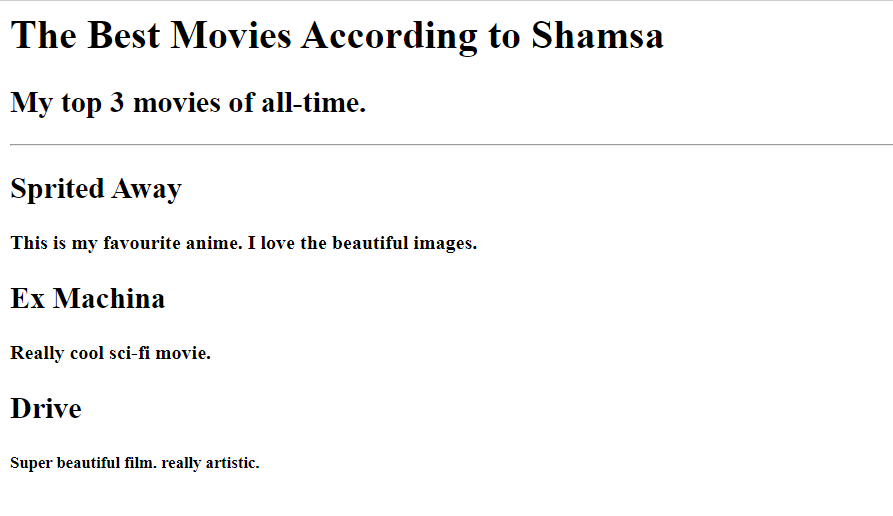 The Best Movies According to Shamsa
My top 3 movies of all-time.
Sprited Away
This is my favourite anime. I love the beautiful images.
Ex Machina
Really cool sci-fi movie.
Drive
Super beautiful film. really artistic.